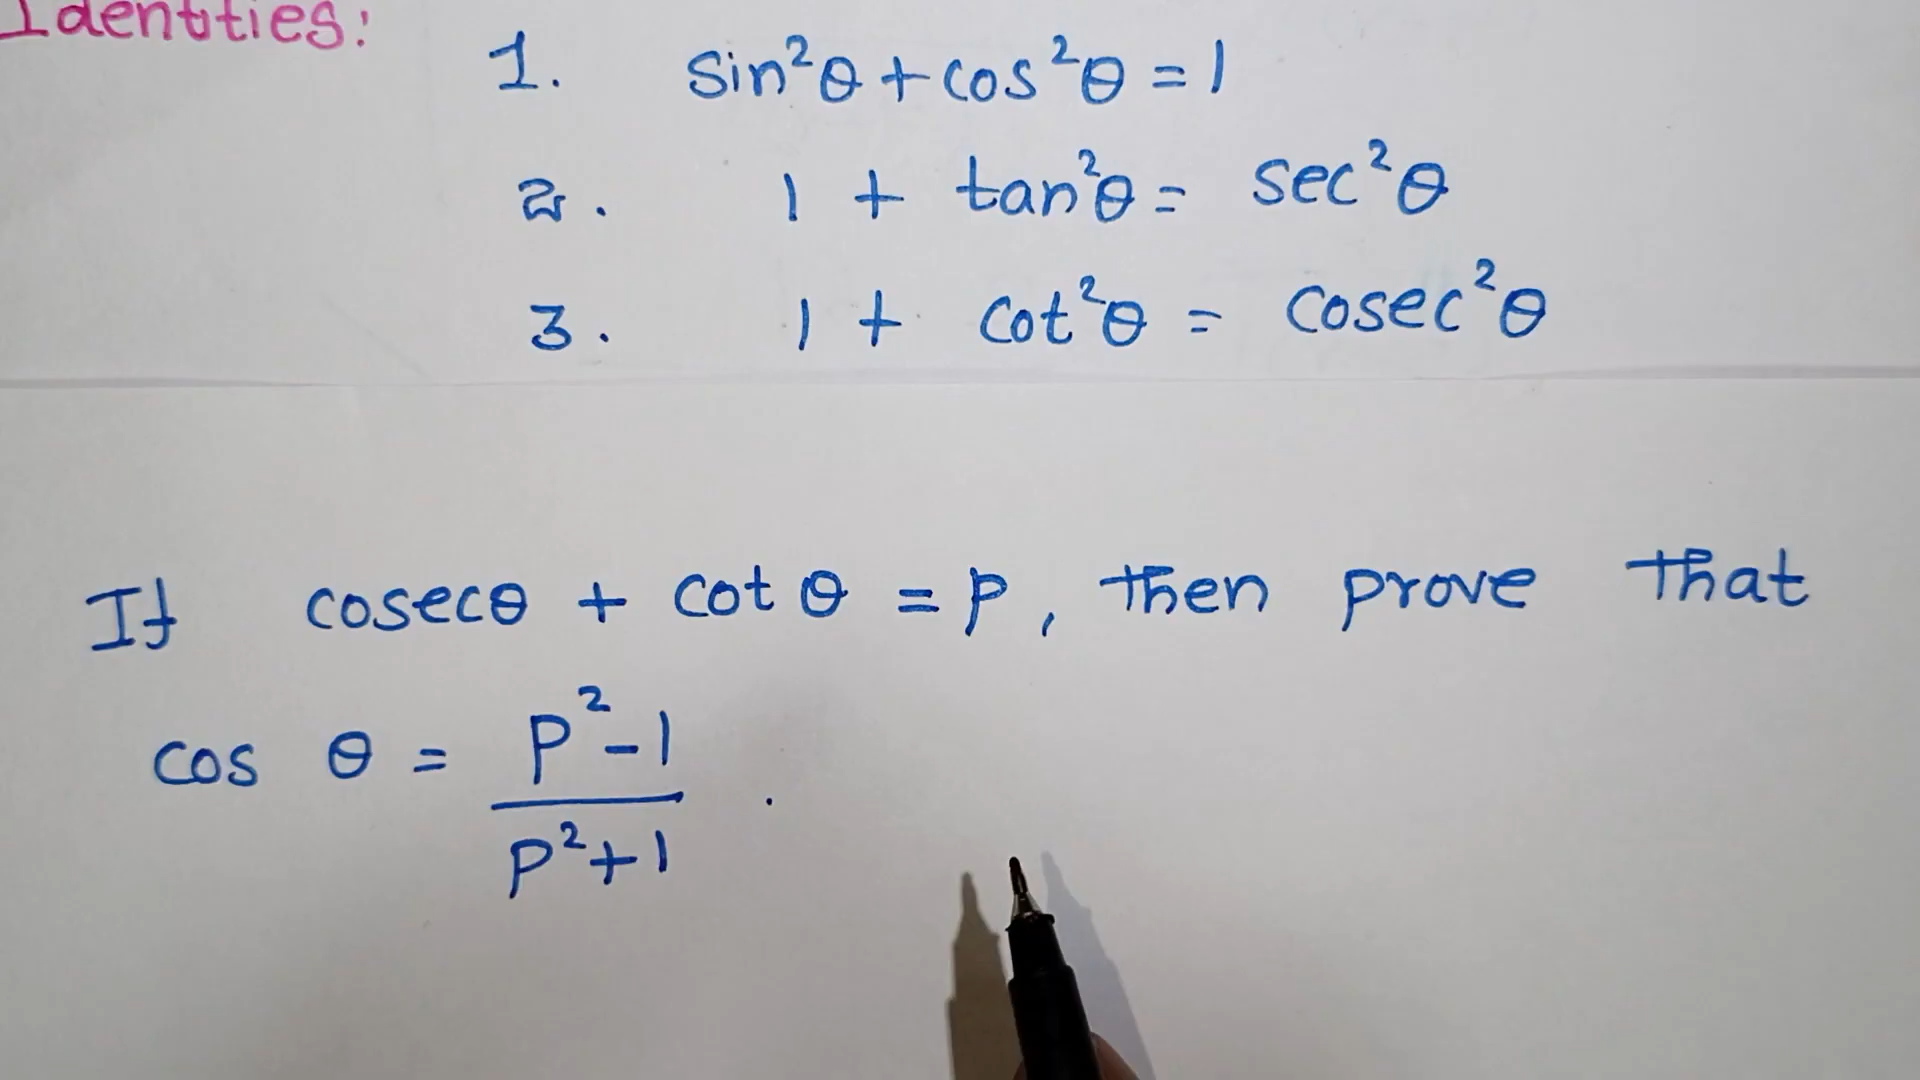 Identities:
1. sin²θ + cos²θ = 1
2. 1 + tan²θ = sec²θ
3. 1 + cot²θ = cosec²θ
If cosecθ + cot θ = p, then prove that
cos θ = p²-1 / p²+1 .